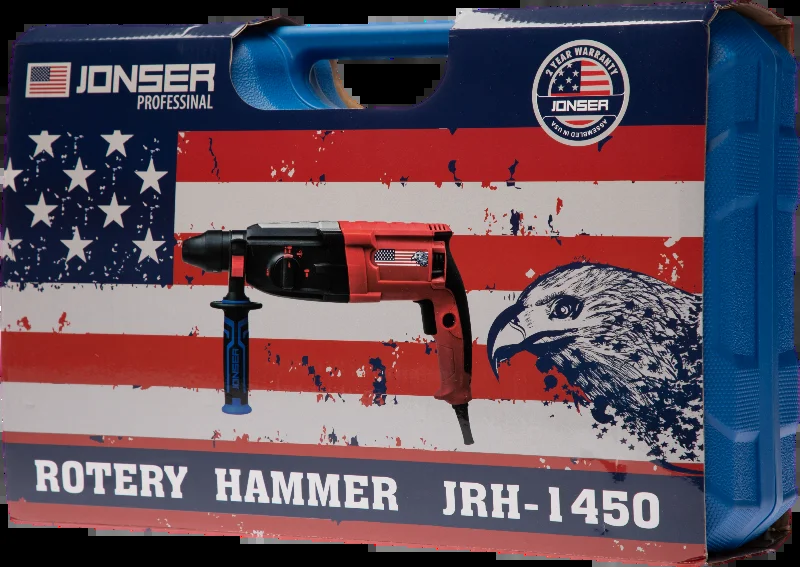 JONSER
PROFESSINAL
2 YEAR WARRANTY
JONSER
ASSEMBLED IN USA
JONSER
ROTERY HAMMER JRH-1450